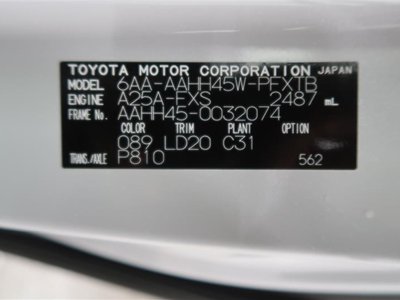 TOYOTA MOTOR CORPORATION JAPAN
MODEL 6AA-AAHH45W-PFXTB
ENGINE A25A-FXS 2487 mL
FRAME No. AAHH45-0032074
COLOR TRIM PLANT OPTION
089 LD20 C31
TRANS./AXLE P810 562